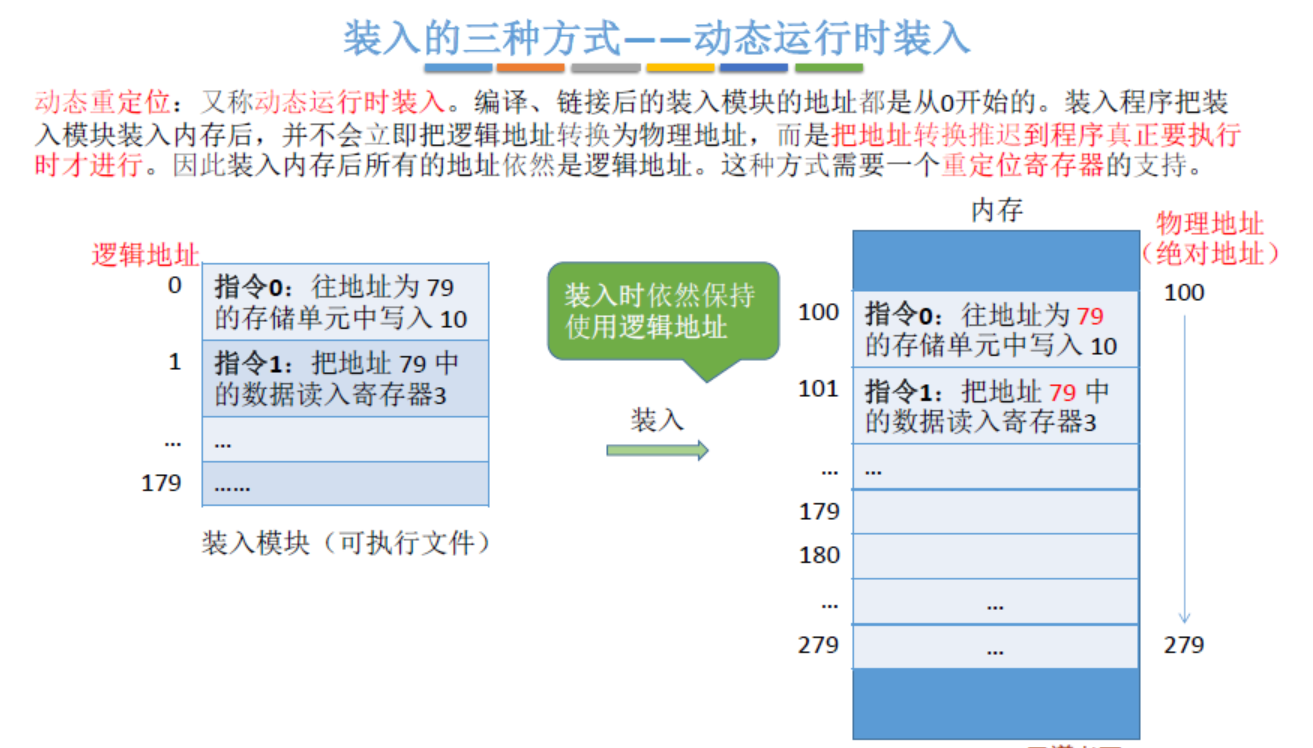 装入的三种方式——动态运行时装入
动态重定位：又称动态运行时装入。编译、链接后的装入模块的地址都是从0开始的。装入程序把装
入模块装入内存后，并不会立即把逻辑地址转换为物理地址，而是把地址转换推迟到程序真正要执行
时才进行。因此装入内存后所有的地址依然是逻辑地址。这种方式需要一个重定位寄存器的支持。
逻辑地址
0
指令0：往地址为 79
的存储单元中写入 10
1
指令1：把地址 79 中
的数据读入寄存器3
...
...
179
......
装入模块（可执行文件）
装入时依然保持
使用逻辑地址
装入
内存
物理地址
（绝对地址）
100
指令0：往地址为 79
的存储单元中写入 10
100
101
指令1：把地址 79 中
的数据读入寄存器3
...
...
179
180
...
...
279
...
279